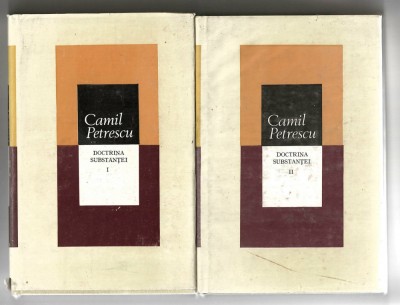 Camil
Petrescu
DOCTRINA
SUBSTANȚEI
I
Camil
Petrescu
DOCTRINA
SUBSTANȚEI
II